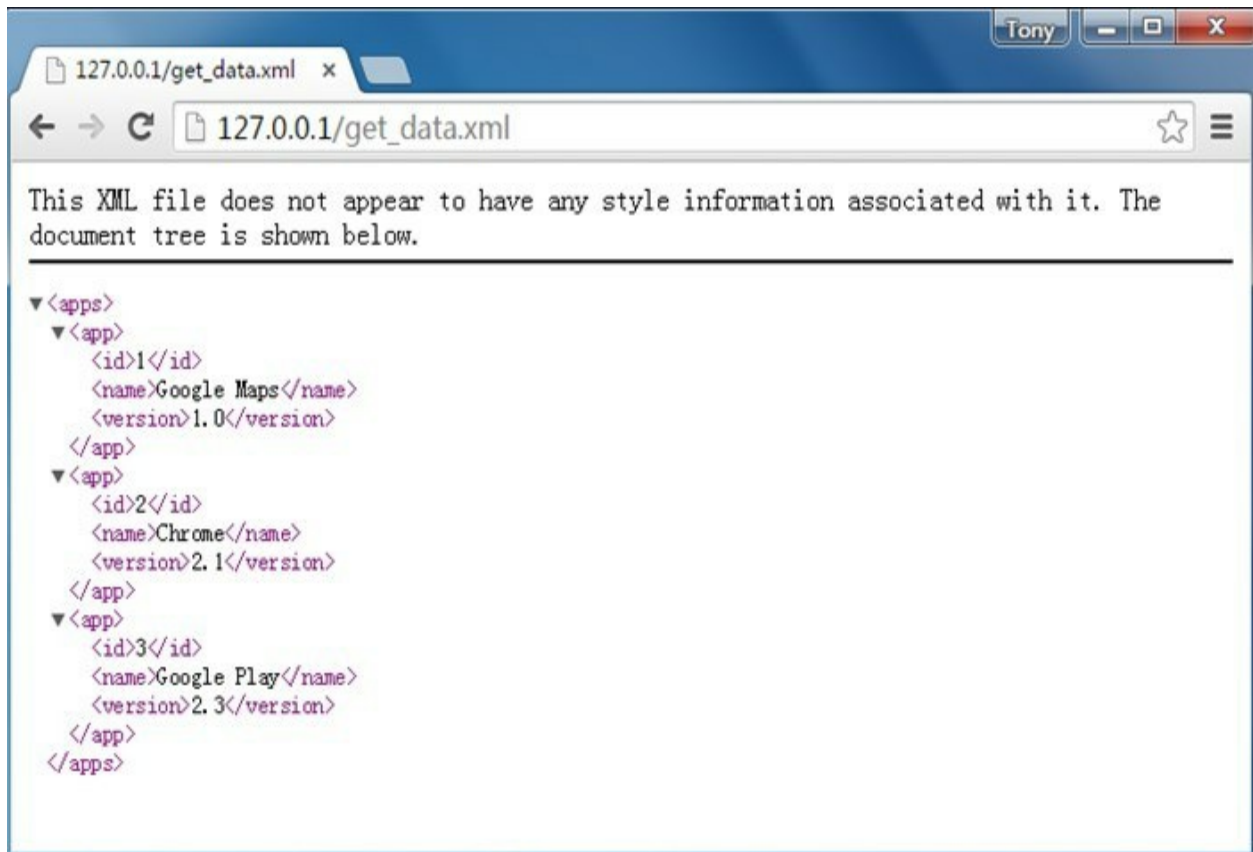 Tony
127.0.0.1/get_data.xml
127.0.0.1/get_data.xml
This XML file does not appear to have any style information associated with it. The
document tree is shown below.
<apps>
<app>
<id>1</id>
<name>Google Maps</name>
<version>1.0</version>
</app>
<app>
<id>2</id>
<name>Chrome</name>
<version>2.1</version>
</app>
<app>
<id>3</id>
<name>Google Play</name>
<version>2.3</version>
</app>
</apps>